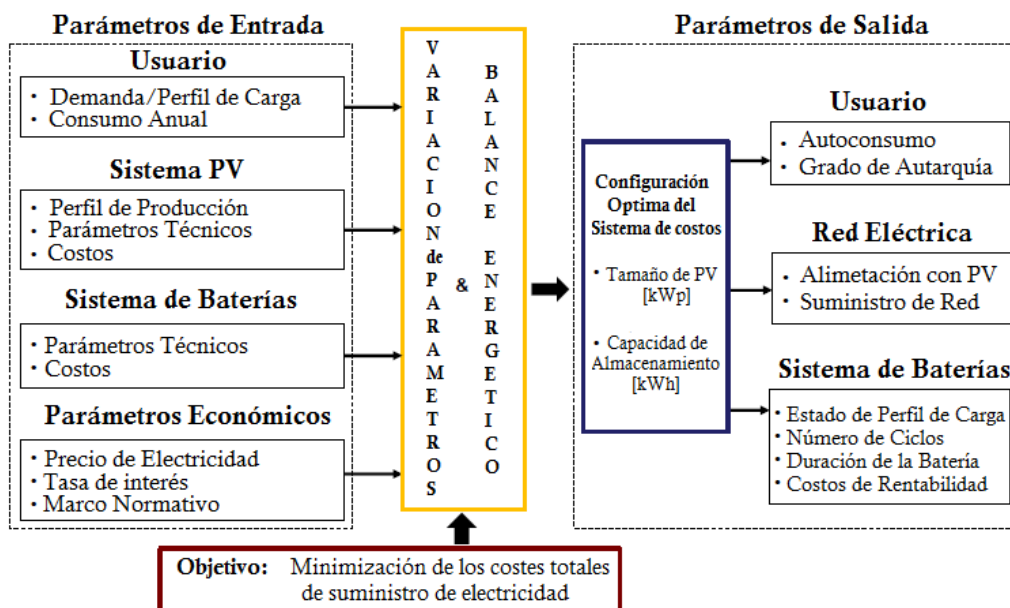 Parámetros de Entrada
Usuario
· Demanda/Perfil de Carga
· Consumo Anual
Sistema PV
· Perfil de Producción
· Parámetros Técnicos
· Costos
Sistema de Baterías
· Parámetros Técnicos
· Costos
Parámetros Económicos
· Precio de Electricidad
· Tasa de interés
· Marco Normativo
VARIACION de PARAMETROS
&
BALANCE ENERGETICO
Objetivo: Minimización de los costes totales
de suministro de electricidad
Parámetros de Salida
Configuración
Optima del
Sistema de costos
· Tamaño de PV
[kWp]
· Capacidad de
Almacenamiento
[kWh]
Usuario
· Autoconsumo
· Grado de Autarquía
Red Eléctrica
· Alimetación con PV
· Suministro de Red
Sistema de Baterías
· Estado de Perfil de Carga
· Número de Ciclos
· Duración de la Batería
· Costos de Rentabilidad